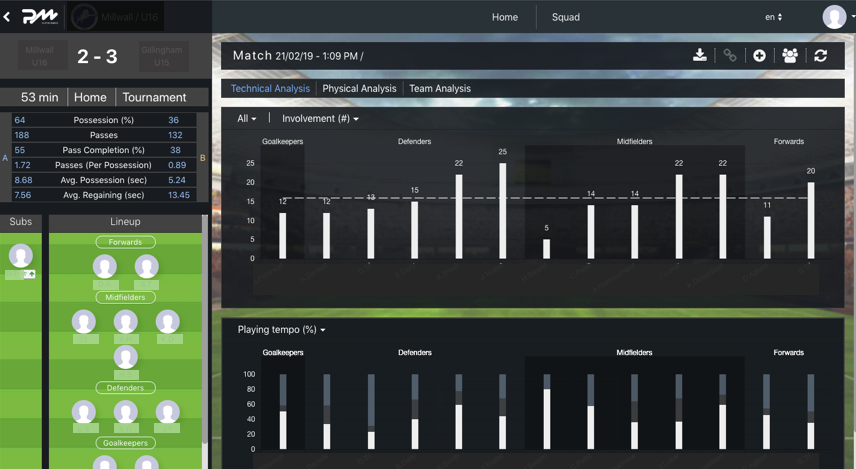 PM
Millwall / U16
Home
Squad
en
Millwall
U16
2 - 3
Gillingham
U15
Match 21/02/19 - 1:09 PM /
53 min
Home
Tournament
Technical Analysis
Physical Analysis
Team Analysis
A
B
64 Possession (%) 36
188 Passes 132
55 Pass Completion (%) 38
1.72 Passes (Per Possession) 0.89
8.68 Avg. Possession (sec) 5.24
7.56 Avg. Regaining (sec) 13.45
Subs
Lineup
Forwards
Midfielders
Defenders
Goalkeepers
All
Involvement (#)
Goalkeepers
Defenders
Midfielders
Forwards
25
20
15
10
5
0
12
12
13
15
22
25
5
14
14
22
22
11
20
Playing tempo (%)
Goalkeepers
Defenders
Midfielders
Forwards
100
80
60
40
20
0